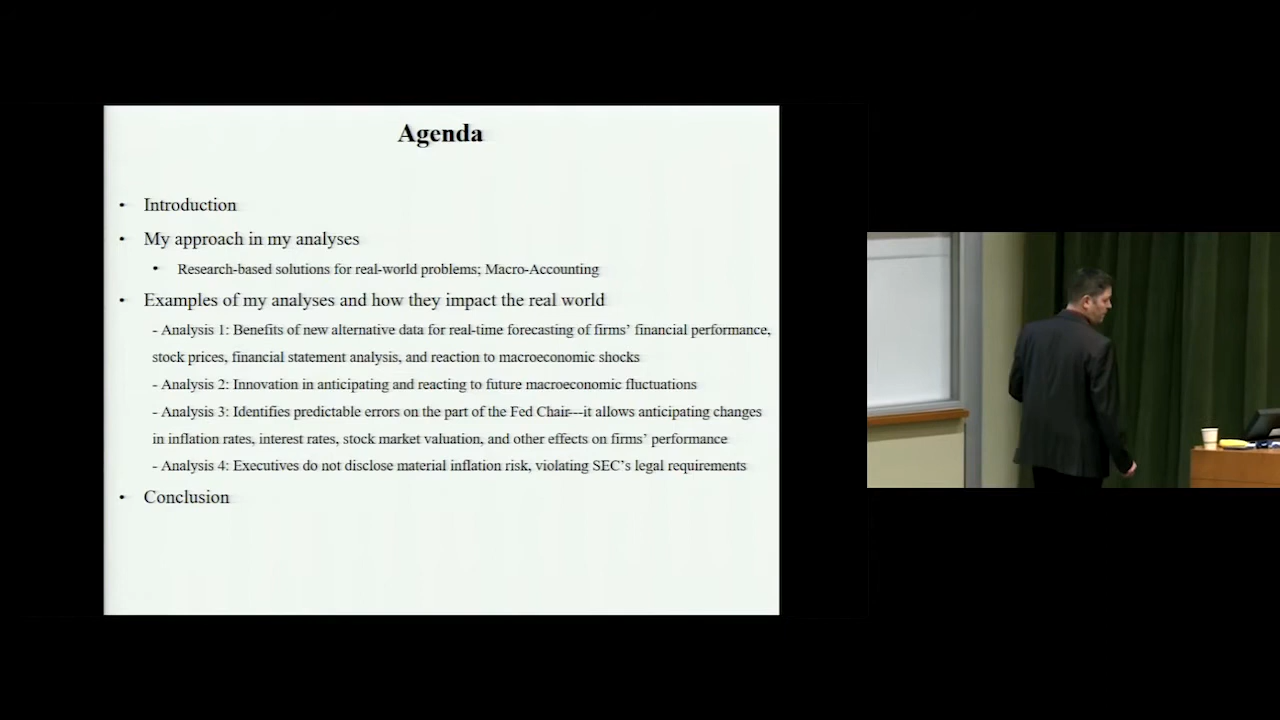 Agenda
• Introduction
• My approach in my analyses
• Research-based solutions for real-world problems; Macro-Accounting
• Examples of my analyses and how they impact the real world
- Analysis 1: Benefits of new alternative data for real-time forecasting of firms’ financial performance,
stock prices, financial statement analysis, and reaction to macroeconomic shocks
- Analysis 2: Innovation in anticipating and reacting to future macroeconomic fluctuations
- Analysis 3: Identifies predictable errors on the part of the Fed Chair---it allows anticipating changes
in inflation rates, interest rates, stock market valuation, and other effects on firms’ performance
- Analysis 4: Executives do not disclose material inflation risk, violating SEC’s legal requirements
• Conclusion